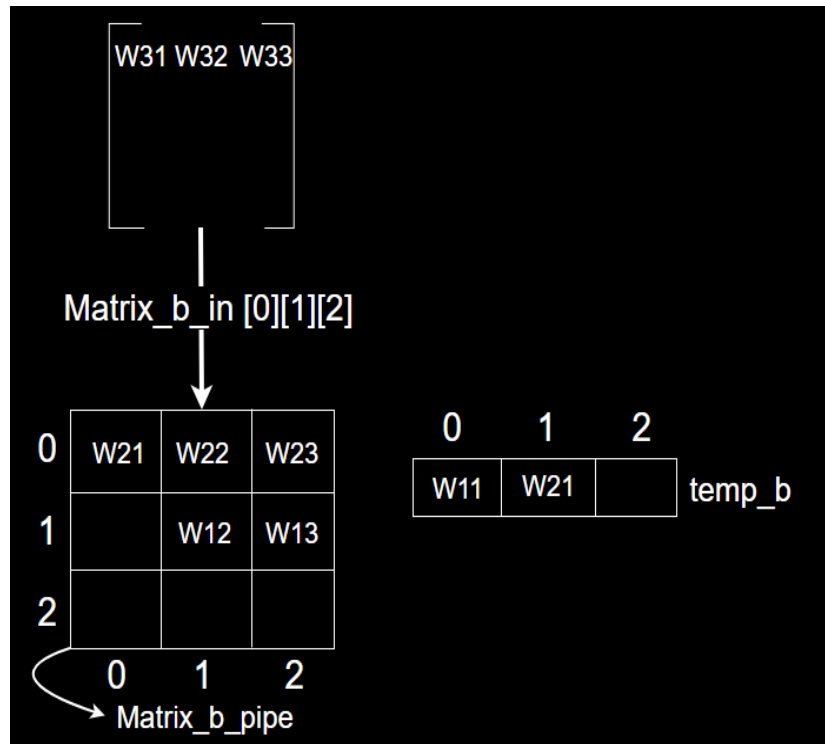 W31 W32 W33
Matrix_b_in [0][1][2]
0 1 2
0 W21 W22 W23
W11 W21 temp_b
1 W12 W13
2
0 1 2
Matrix_b_pipe